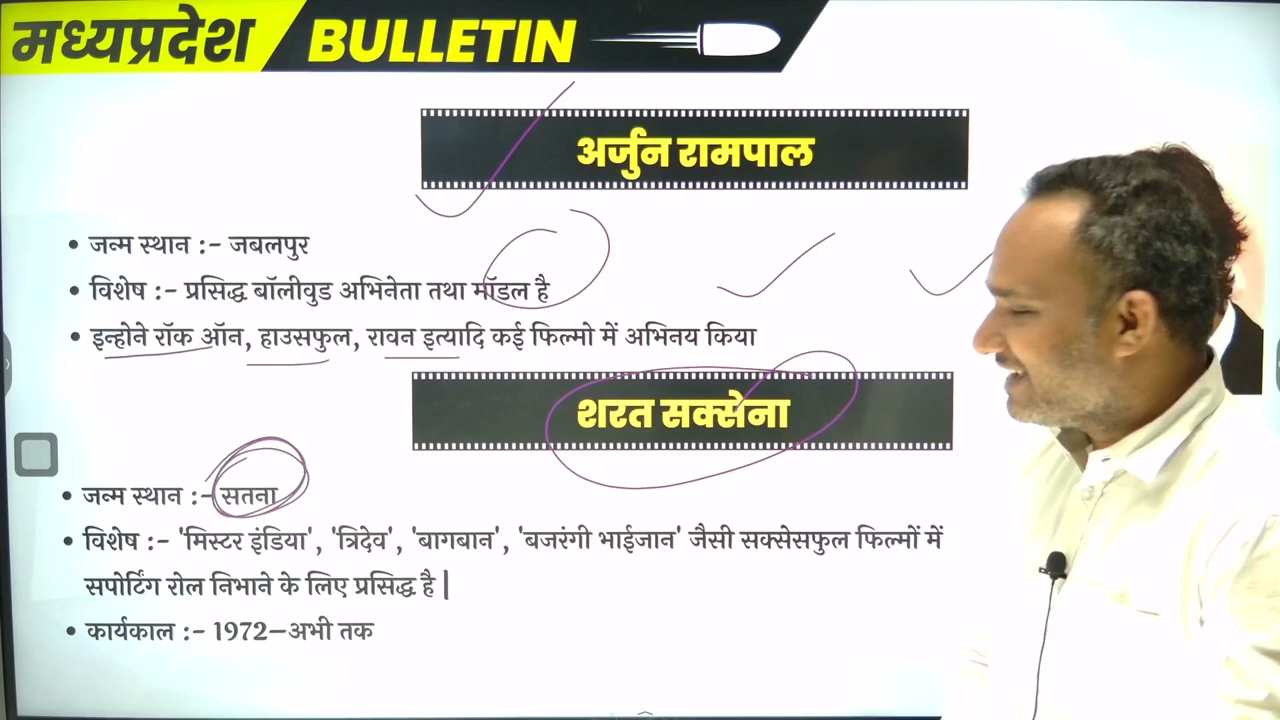 मध्यप्रदेश BULLETIN
अर्जुन रामपाल
• जन्म स्थान :- जबलपुर
• विशेष :- प्रसिद्ध बॉलीवुड अभिनेता तथा मॉडल है
• इन्होने रॉक ऑन, हाउसफुल, रावन इत्यादि कई फिल्मो में अभिनय किया
शरत सक्सेना
• जन्म स्थान :- सतना
• विशेष :- 'मिस्टर इंडिया', 'त्रिदेव', 'बागबान', 'बजरंगी भाईजान' जैसी सक्सेसफुल फिल्मों में
सपोर्टिंग रोल निभाने के लिए प्रसिद्ध है |
• कार्यकाल :- 1972–अभी तक